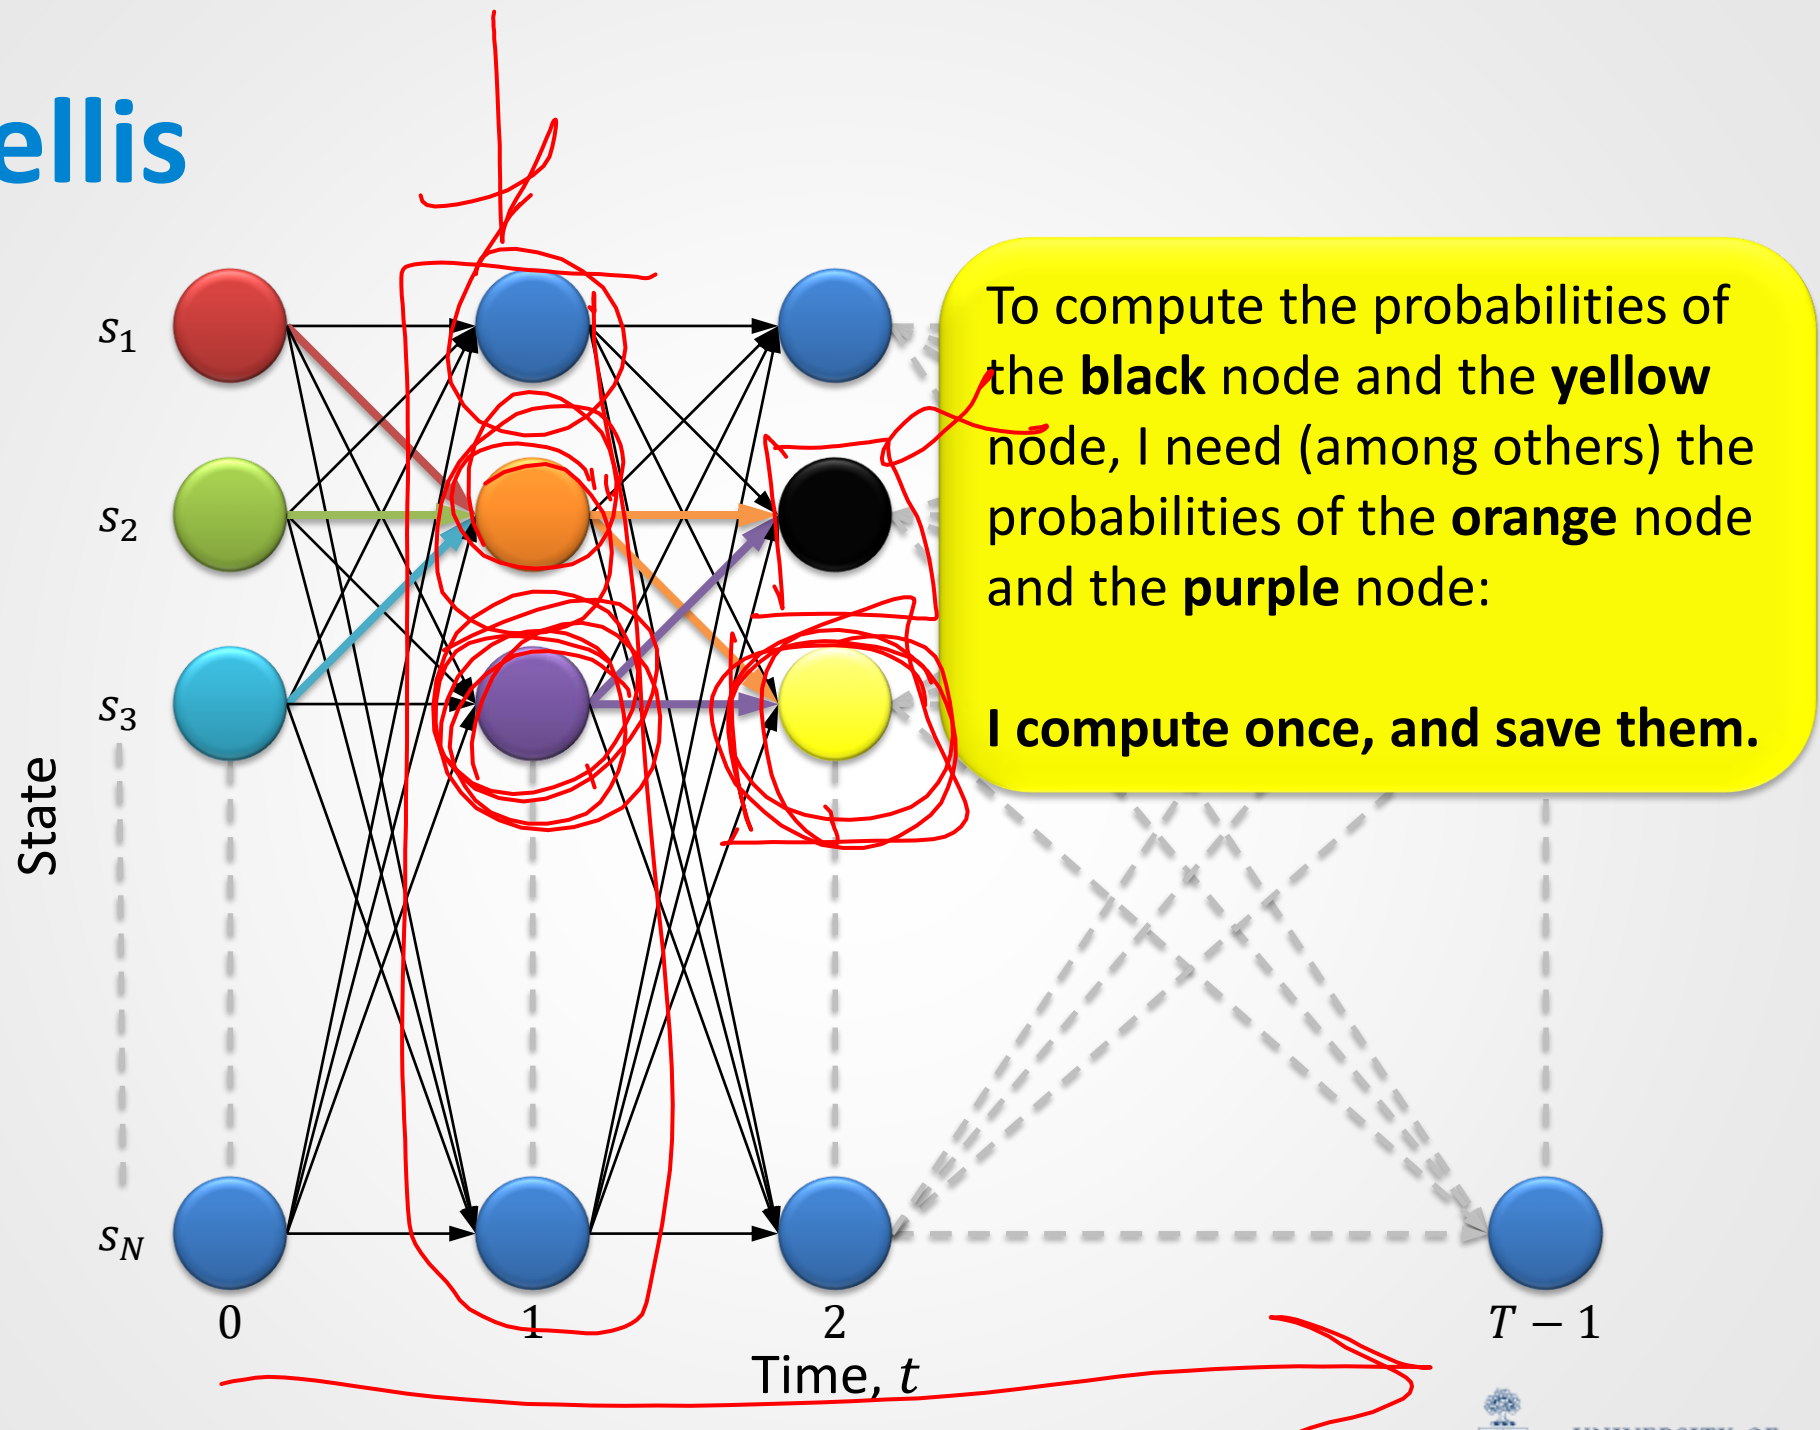 ellis
To compute the probabilities of
the black node and the yellow
node, I need (among others) the
probabilities of the orange node
and the purple node:
I compute once, and save them.
s₁
s₂
s₃
State
s_N
0 1 2 T − 1
Time, t